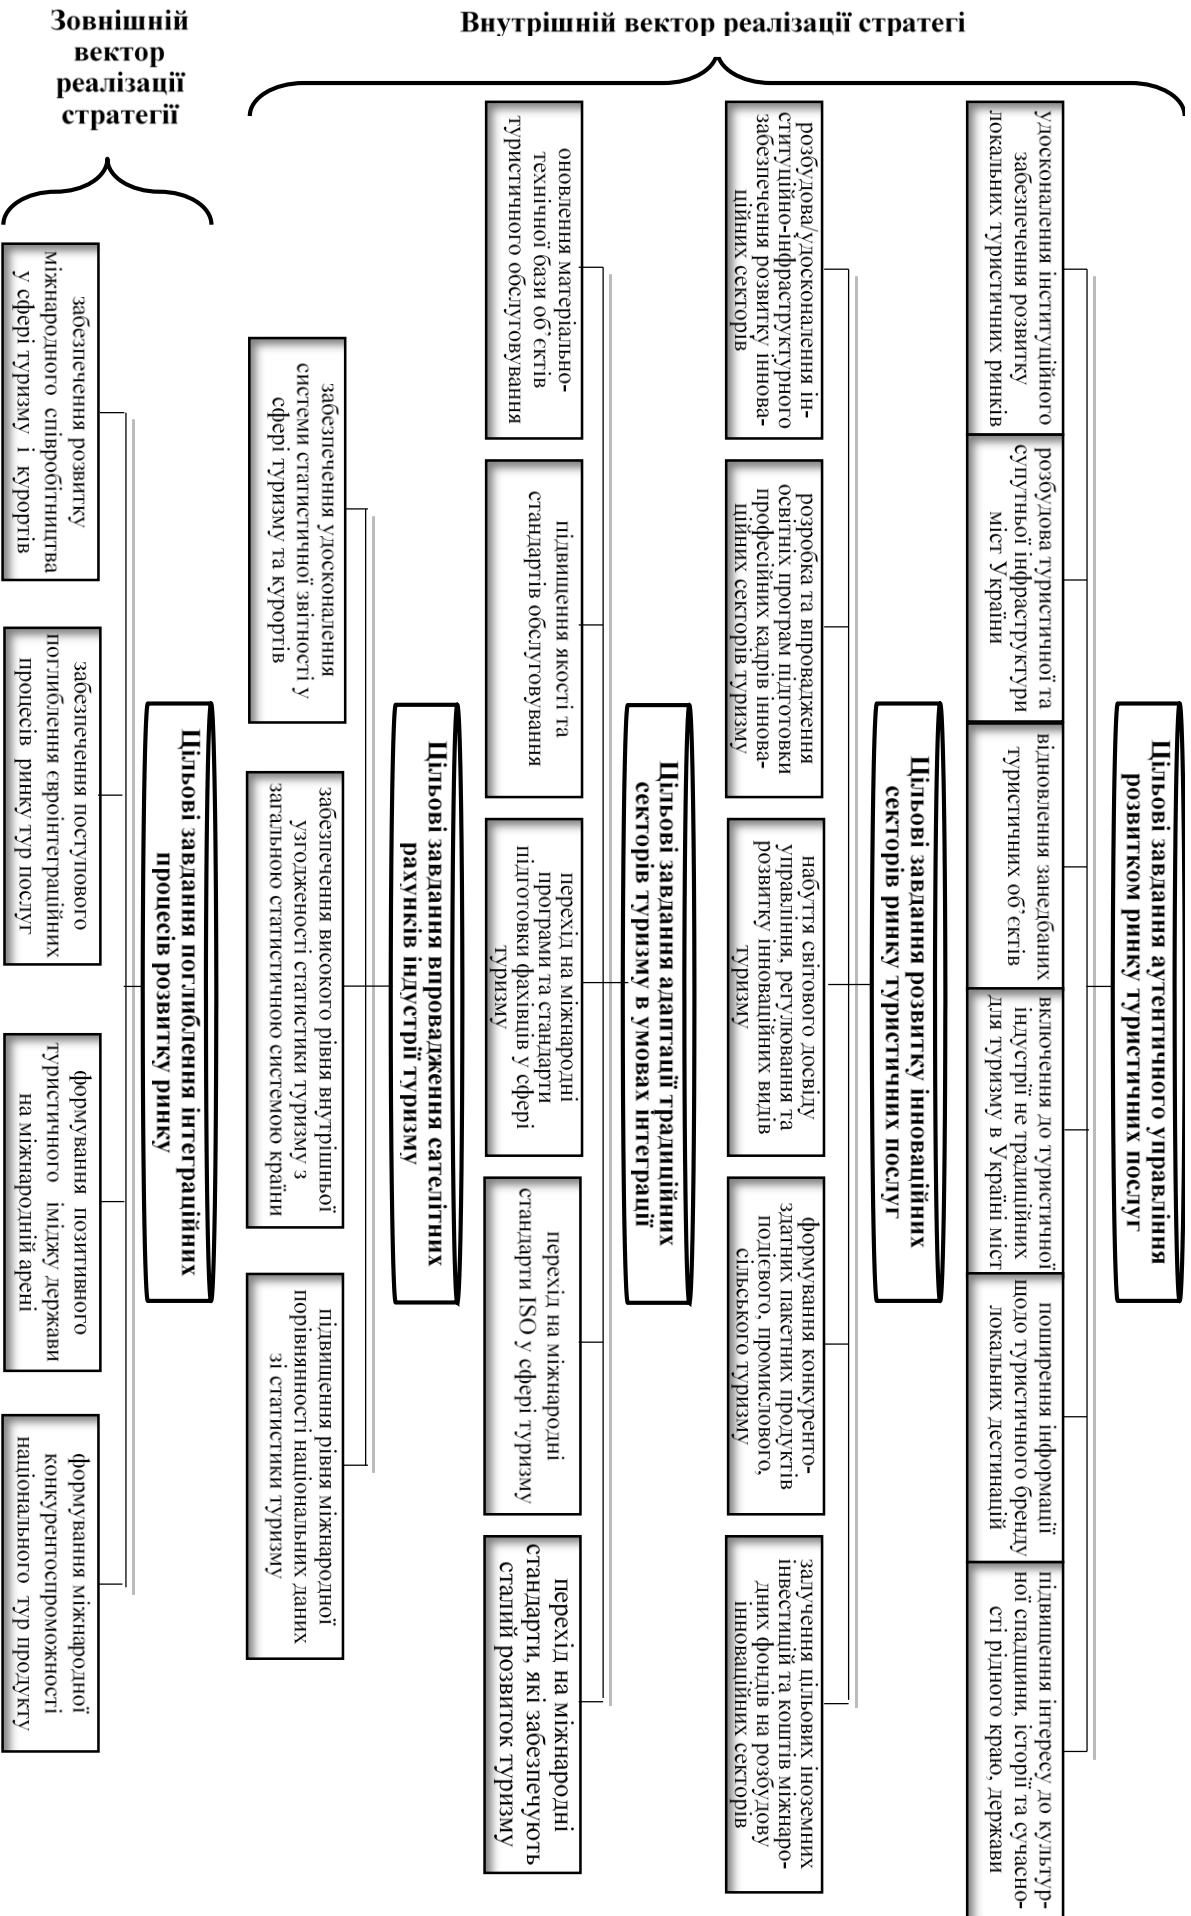 Зовнішній
вектор
реалізації
стратегії
Внутрішній вектор реалізації стратегі
Цільові завдання аутентичного управління
розвитком ринку туристичних послуг
удосконалення інституційного
забезпечення розвитку
локальних туристичних ринків
розбудова туристичної та
супутньої інфраструктури
міст України
відновлення занедбаних
туристичних об’єктів
включення до туристичної
індустрії не традиційних
для туризму в Україні міст
поширення інформації
щодо туристичного бренду
локальних дестинацій
підвищення інтересу до культур-
ної спадщини, історії та сучасно-
сті рідного краю, держави
Цільові завдання розвитку інноваційних
секторів ринку туристичних послуг
розбудова/удосконалення ін-
ституційно-інфраструктурного
забезпечення розвитку іннова-
ційних секторів
розробка та впровадження
освітніх програм підготовки
професійних кадрів іннова-
ційних секторів туризму
набуття світового досвіду
управління, регулювання та
розвитку інноваційних видів
туризму
формування конкуренто-
здатних пакетних продуктів
подієвого, промислового,
сільського туризму
залучення цільових іноземних
інвестицій та коштів міжнаро-
дних фондів на розбудову
інноваційних секторів
Цільові завдання адаптації традиційних
секторів туризму в умовах інтеграції
оновлення матеріально-
технічної бази об’єктів
туристичного обслуговування
підвищення якості та
стандартів обслуговування
перехід на міжнародні
програми та стандарти
підготовки фахівців у сфері
туризму
перехід на міжнародні
стандарти ISO у сфері туризму
перехід на міжнародні
стандарти, які забезпечують
сталий розвиток туризму
Цільові завдання впровадження сателітних
рахунків індустрії туризму
забезпечення удосконалення
системи статистичної звітності у
сфері туризму та курортів
забезпечення високого рівня внутрішньої
узгодженості статистики туризму з
загальною статистичною системою країни
підвищення рівня міжнародної
порівнянності національних даних
зі статистики туризму
Цільові завдання поглиблення інтеграційних
процесів розвитку ринку
забезпечення розвитку
міжнародного співробітництва
у сфері туризму і курортів
забезпечення поступового
поглиблення євроінтеграційних
процесів ринку тур послуг
формування позитивного
туристичного іміджу держави
на міжнародній арені
формування міжнародної
конкурентоспроможності
національного тур продукту